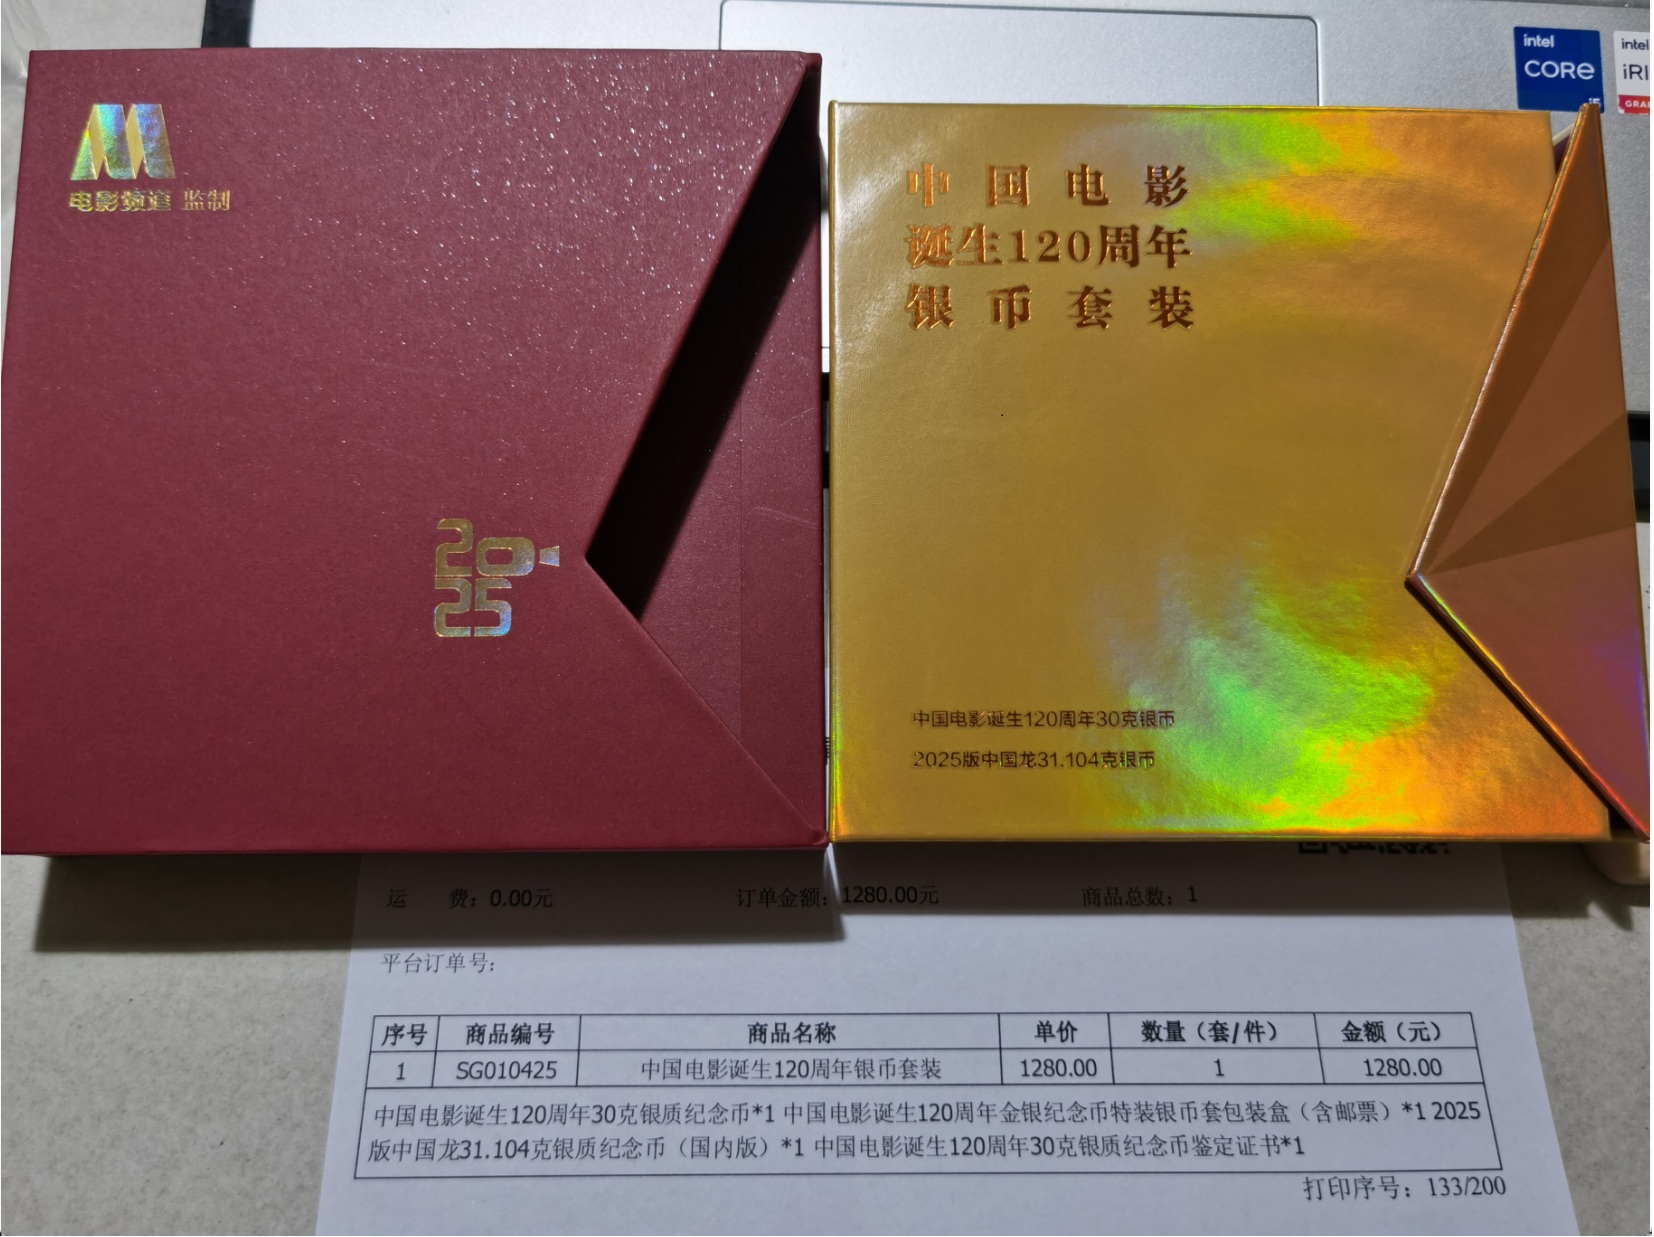 intel
CORE
i5
intel
iRI
GRA
电影频道 监制
2025
中国电影
诞生120周年
银币套装
中国电影诞生120周年30克银币
2025版中国龙31.104克银币
运 费：0.00元 订单金额：1280.00元 商品总数：1
平台订单号：
序号 商品编号 商品名称 单价 数量（套/件） 金额（元）
1 SG010425 中国电影诞生120周年银币套装 1280.00 1 1280.00
中国电影诞生120周年30克银质纪念币*1 中国电影诞生120周年金银纪念币特装银币套包装盒（含邮票）*1 2025
版中国龙31.104克银质纪念币（国内版）*1 中国电影诞生120周年30克银质纪念币鉴定证书*1
打印序号：133/200